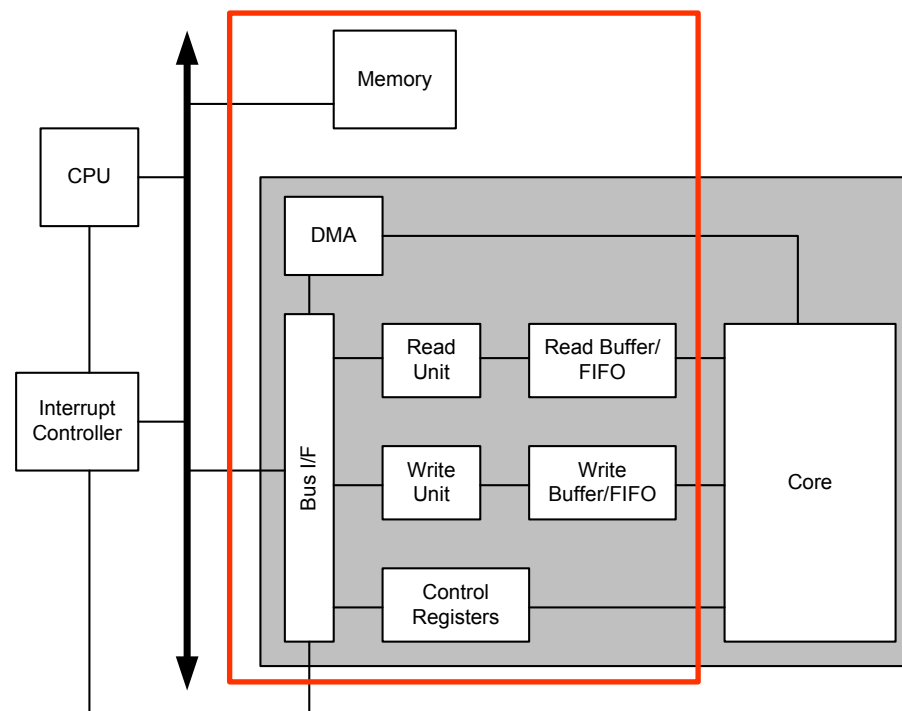 Memory
CPU
DMA
Read
Unit
Read Buffer/
FIFO
Interrupt
Controller
Bus I/F
Write
Unit
Write
Buffer/FIFO
Core
Control
Registers